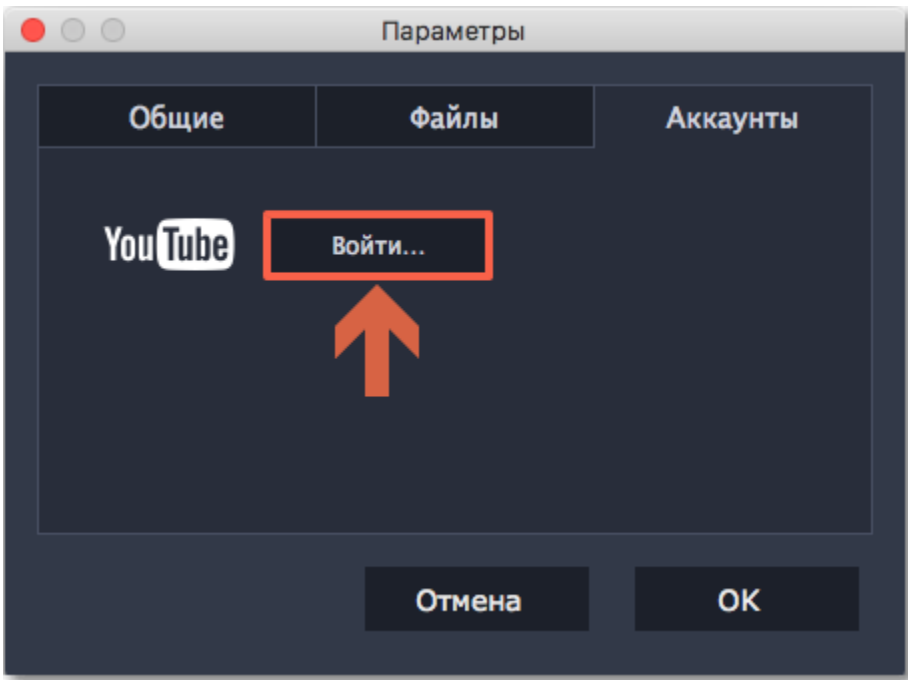 Параметры
Общие Файлы Аккаунты
YouTube Войти...
Отмена OK